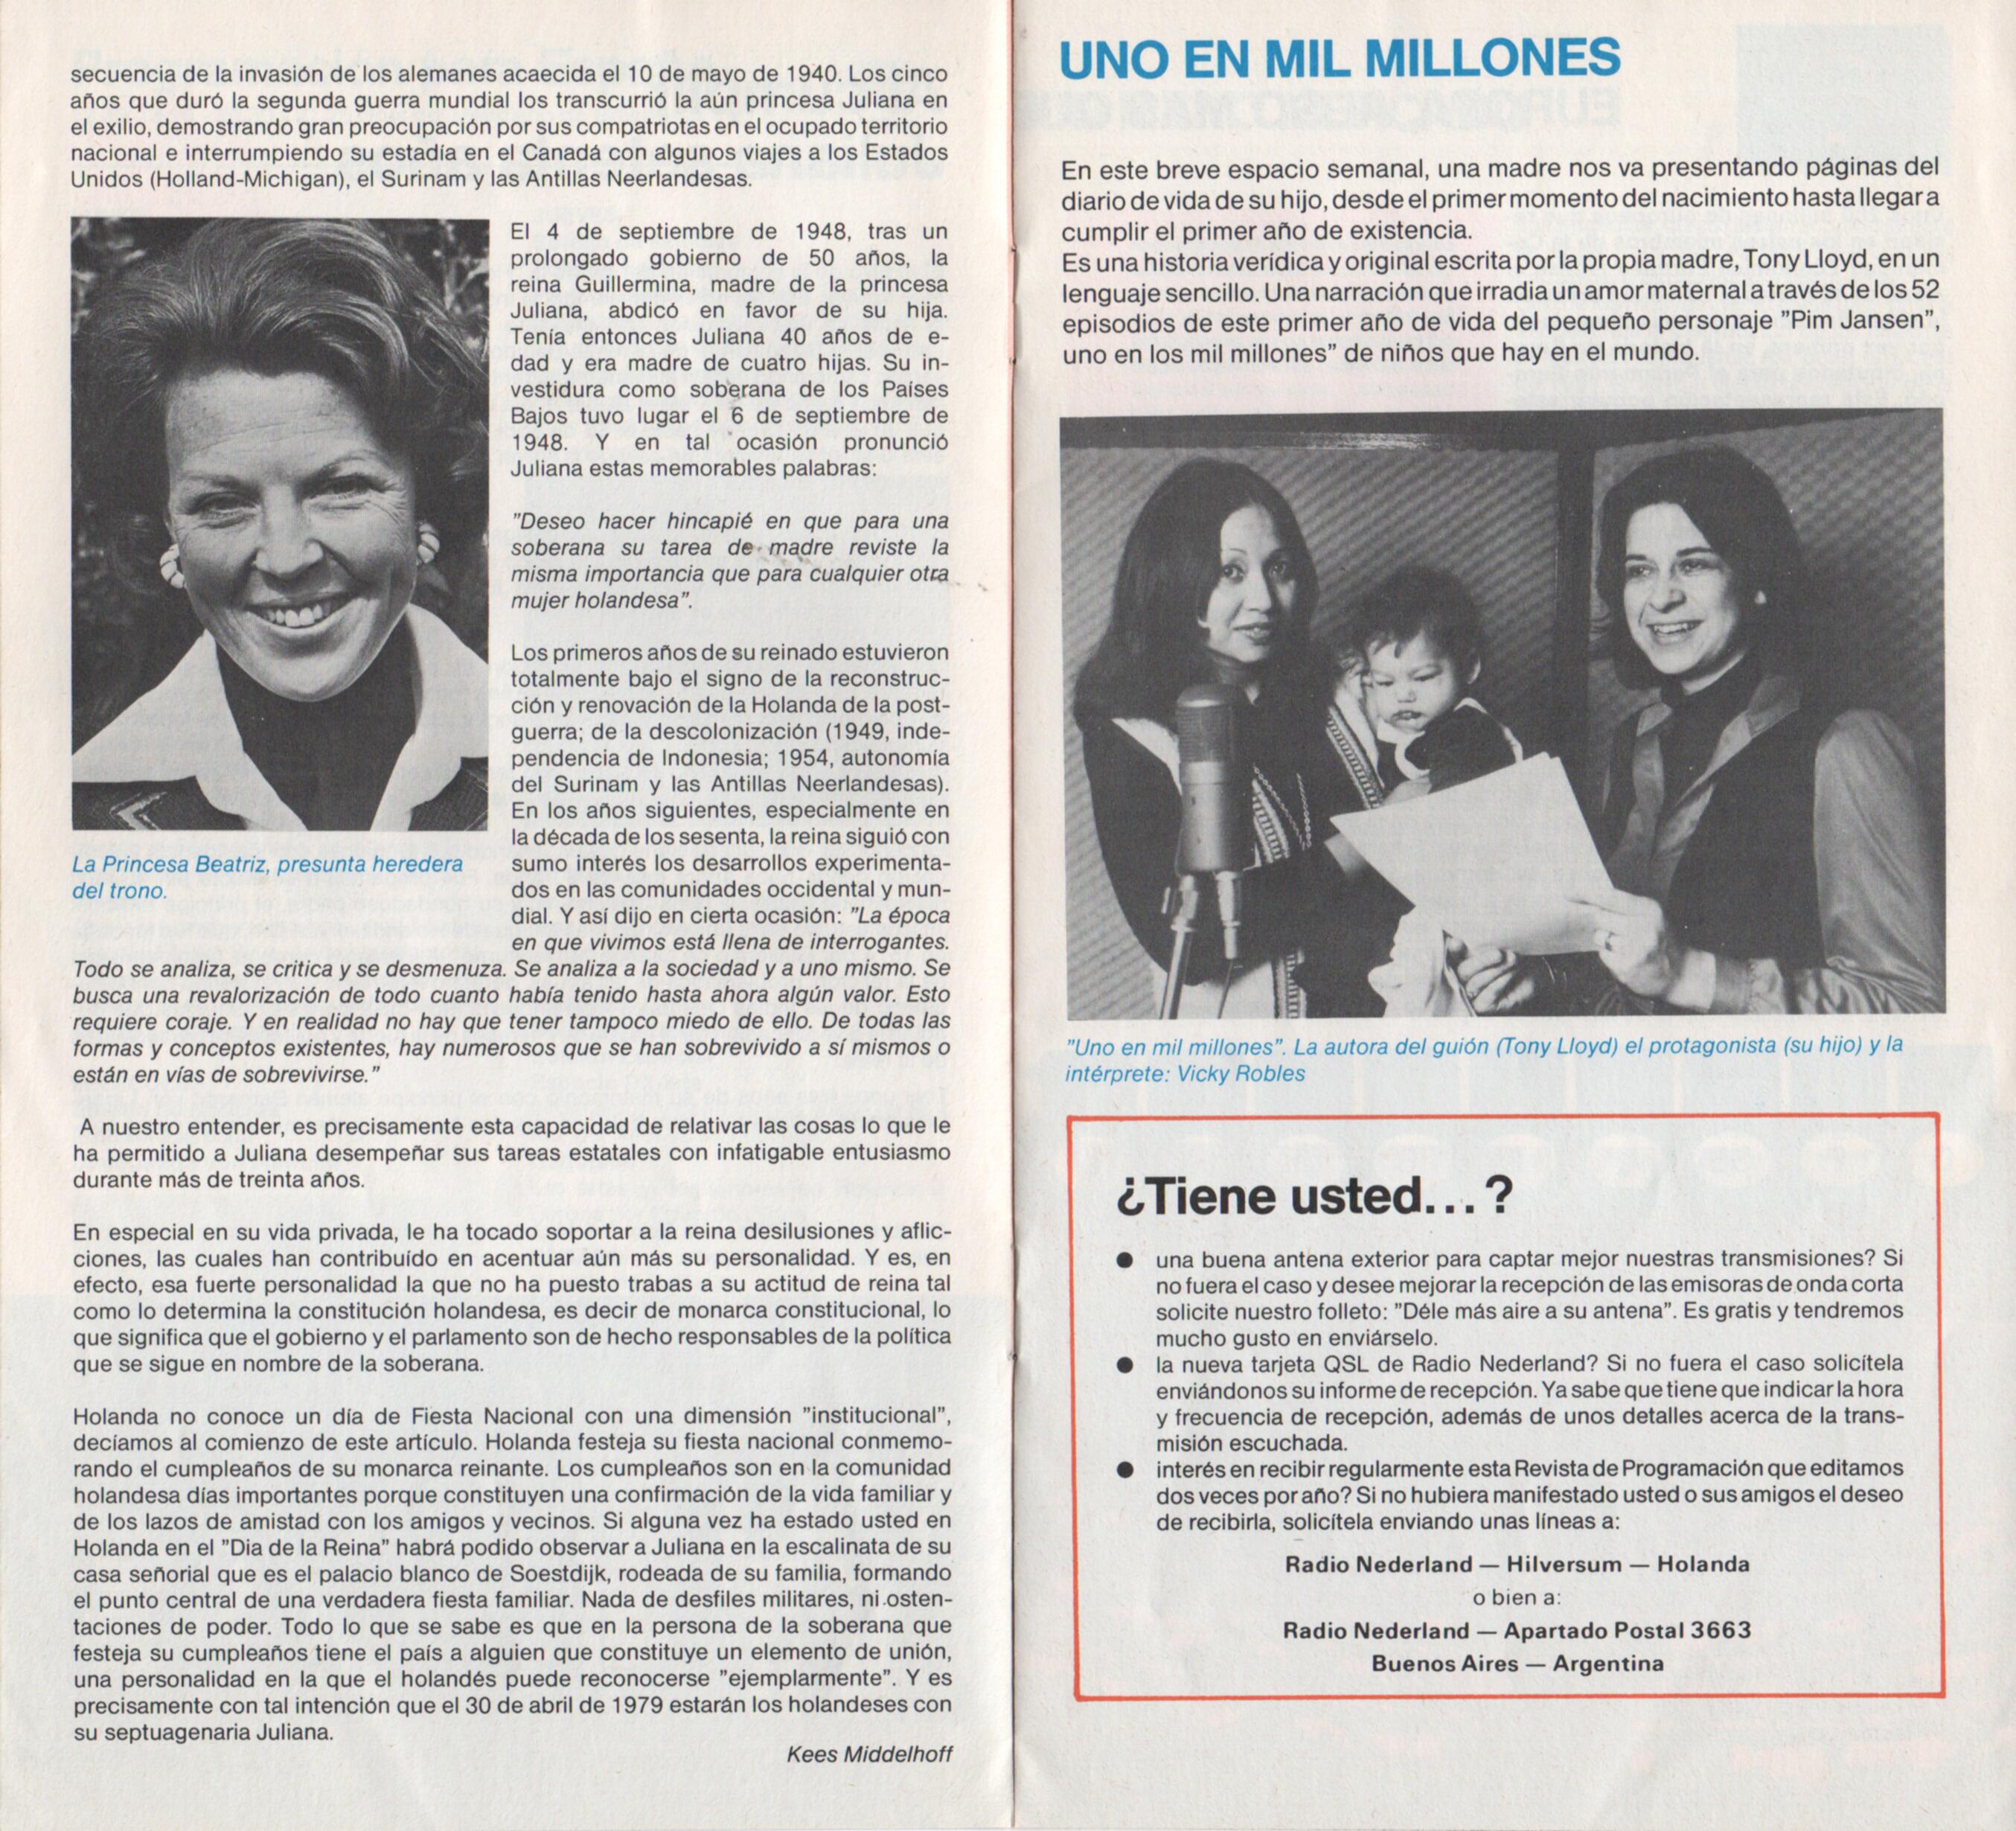 secuencia de la invasión de los alemanes acaecida el 10 de mayo de 1940. Los cinco
años que duró la segunda guerra mundial los transcurrió la aún princesa Juliana en
el exilio, demostrando gran preocupación por sus compatriotas en el ocupado territorio
nacional e interrumpiendo su estadía en el Canadá con algunos viajes a los Estados
Unidos (Holland-Michigan), el Surinam y las Antillas Neerlandesas.
El 4 de septiembre de 1948, tras un
prolongado gobierno de 50 años, la
reina Guillermina, madre de la princesa
Juliana, abdicó en favor de su hija.
Tenía entonces Juliana 40 años de e-
dad y era madre de cuatro hijas. Su in-
vestidura como soberana de los Países
Bajos tuvo lugar el 6 de septiembre de
1948. Y en tal ocasión pronunció
Juliana estas memorables palabras:
"Deseo hacer hincapié en que para una
soberana su tarea de madre reviste la
misma importancia que para cualquier otra
mujer holandesa".
Los primeros años de su reinado estuvieron
totalmente bajo el signo de la reconstruc-
ción y renovación de la Holanda de la post-
guerra; de la descolonización (1949, inde-
pendencia de Indonesia; 1954, autonomía
del Surinam y las Antillas Neerlandesas).
En los años siguientes, especialmente en
la década de los sesenta, la reina siguió con
sumo interés los desarrollos experimenta-
dos en las comunidades occidental y mun-
dial. Y así dijo en cierta ocasión: "La época
en que vivimos está llena de interrogantes.
Todo se analiza, se critica y se desmenuza. Se analiza a la sociedad y a uno mismo. Se
busca una revalorización de todo cuanto había tenido hasta ahora algún valor. Esto
requiere coraje. Y en realidad no hay que tener tampoco miedo de ello. De todas las
formas y conceptos existentes, hay numerosos que se han sobrevivido a sí mismos o
están en vías de sobrevivirse."
La Princesa Beatriz, presunta heredera
del trono.
A nuestro entender, es precisamente esta capacidad de relativar las cosas lo que le
ha permitido a Juliana desempeñar sus tareas estatales con infatigable entusiasmo
durante más de treinta años.
En especial en su vida privada, le ha tocado soportar a la reina desilusiones y aflic-
ciones, las cuales han contribuído en acentuar aún más su personalidad. Y es, en
efecto, esa fuerte personalidad la que no ha puesto trabas a su actitud de reina tal
como lo determina la constitución holandesa, es decir de monarca constitucional, lo
que significa que el gobierno y el parlamento son de hecho responsables de la política
que se sigue en nombre de la soberana.
Holanda no conoce un día de Fiesta Nacional con una dimensión "institucional",
decíamos al comienzo de este artículo. Holanda festeja su fiesta nacional conmemo-
rando el cumpleaños de su monarca reinante. Los cumpleaños son en la comunidad
holandesa días importantes porque constituyen una confirmación de la vida familiar y
de los lazos de amistad con los amigos y vecinos. Si alguna vez ha estado usted en
Holanda en el "Dia de la Reina" habrá podido observar a Juliana en la escalinata de su
casa señorial que es el palacio blanco de Soestdijk, rodeada de su familia, formando
el punto central de una verdadera fiesta familiar. Nada de desfiles militares, ni osten-
taciones de poder. Todo lo que se sabe es que en la persona de la soberana que
festeja su cumpleaños tiene el país a alguien que constituye un elemento de unión,
una personalidad en la que el holandés puede reconocerse "ejemplarmente". Y es
precisamente con tal intención que el 30 de abril de 1979 estarán los holandeses con
su septuagenaria Juliana.
Kees Middelhoff
UNO EN MIL MILLONES
En este breve espacio semanal, una madre nos va presentando páginas del
diario de vida de su hijo, desde el primer momento del nacimiento hasta llegar a
cumplir el primer año de existencia.
Es una historia verídica y original escrita por la propia madre, Tony Lloyd, en un
lenguaje sencillo. Una narración que irradia un amor maternal a través de los 52
episodios de este primer año de vida del pequeño personaje "Pim Jansen",
uno en los mil millones" de niños que hay en el mundo.
"Uno en mil millones". La autora del guión (Tony Lloyd) el protagonista (su hijo) y la
intérprete: Vicky Robles
¿Tiene usted...?
● una buena antena exterior para captar mejor nuestras transmisiones? Si
no fuera el caso y desee mejorar la recepción de las emisoras de onda corta
solicite nuestro folleto: "Déle más aire a su antena". Es gratis y tendremos
mucho gusto en enviárselo.
● la nueva tarjeta QSL de Radio Nederland? Si no fuera el caso solicítela
enviándonos su informe de recepción. Ya sabe que tiene que indicar la hora
y frecuencia de recepción, además de unos detalles acerca de la trans-
misión escuchada.
● interés en recibir regularmente esta Revista de Programación que editamos
dos veces por año? Si no hubiera manifestado usted o sus amigos el deseo
de recibirla, solicítela enviando unas líneas a:
Radio Nederland — Hilversum — Holanda
o bien a:
Radio Nederland — Apartado Postal 3663
Buenos Aires — Argentina